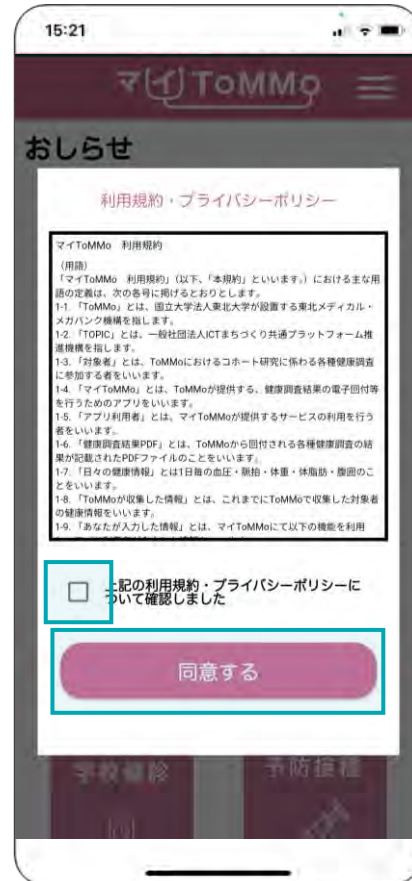 15:21
マイToMMo
おしらせ
利用規約・プライバシーポリシー
マイToMMo　利用規約
（用語）
「マイToMMo　利用規約」（以下、「本規約」といいます。）における主な用
語の定義は、次の各号に掲げるとおりとします。
1-1. 「ToMMo」とは、国立大学法人東北大学が設置する東北メディカル・
メガバンク機構を指します。
1-2. 「TOPIC」とは、一般社団法人ICTまちづくり共通プラットフォーム推
進機構を指します。
1-3. 「対象者」とは、ToMMoにおけるコホート研究に係わる各種健康調査
に参加する者をいいます。
1-4. 「マイToMMo」とは、ToMMoが提供する、健康調査結果の電子回付等
を行うためのアプリをいいます。
1-5. 「アプリ利用者」とは、マイToMMoが提供するサービスの利用を行う
者をいいます。
1-6. 「健康調査結果PDF」とは、ToMMoから回付される各種健康調査の結
果が記載されたPDFファイルのことをいいます。
1-7. 「日々の健康情報」とは1日毎の血圧・脈拍・体重・体脂肪・腹囲のこ
とをいいます。
1-8. 「ToMMoが収集した情報」とは、これまでにToMMoで収集した対象者
の健康情報をいいます。
1-9. 「あなたが入力した情報」とは、マイToMMoにて以下の機能を利用
上記の利用規約・プライバシーポリシーに
ついて確認しました
同意する
学校健診
予防接種